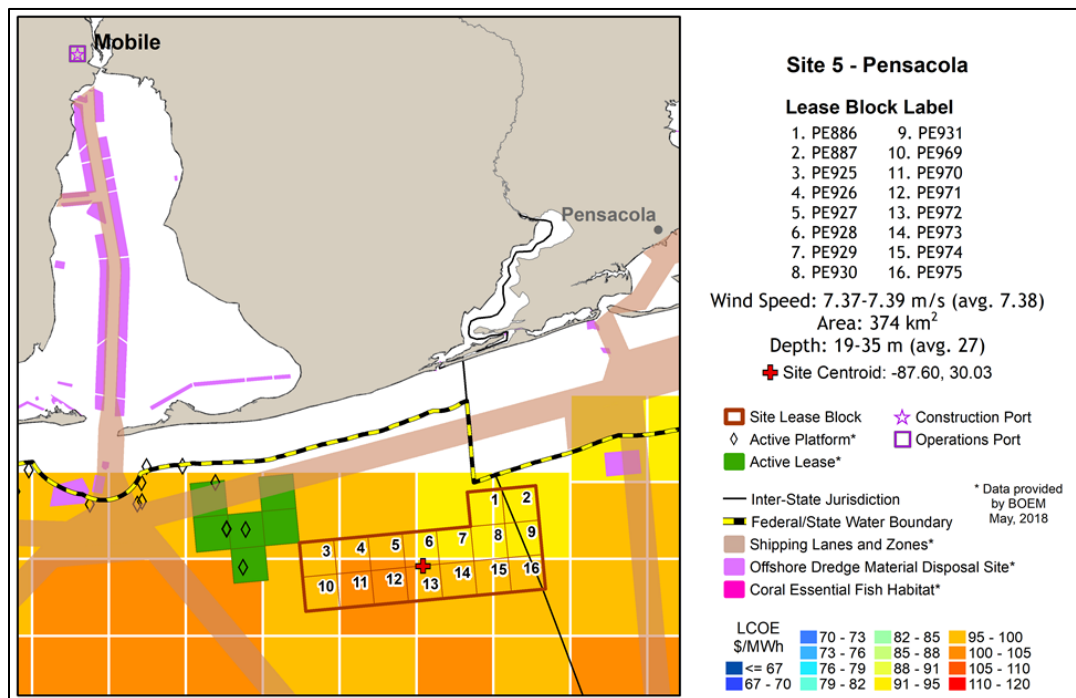 Mobile
Pensacola
1 2
3 4 5 6 7 8 9
10 11 12 13 14 15 16
Site 5 - Pensacola
Lease Block Label
1. PE886 9. PE931
2. PE887 10. PE969
3. PE925 11. PE970
4. PE926 12. PE971
5. PE927 13. PE972
6. PE928 14. PE973
7. PE929 15. PE974
8. PE930 16. PE975
Wind Speed: 7.37-7.39 m/s (avg. 7.38)
Area: 374 km²
Depth: 19-35 m (avg. 27)
Site Centroid: -87.60, 30.03
Site Lease Block Construction Port
Active Platform* Operations Port
Active Lease*
Inter-State Jurisdiction
Federal/State Water Boundary
Shipping Lanes and Zones*
Offshore Dredge Material Disposal Site*
Coral Essential Fish Habitat*
* Data provided
by BOEM
May, 2018
LCOE
$/MWh
<= 67
67 - 70
70 - 73 82 - 85 95 - 100
73 - 76 85 - 88 100 - 105
76 - 79 88 - 91 105 - 110
79 - 82 91 - 95 110 - 120